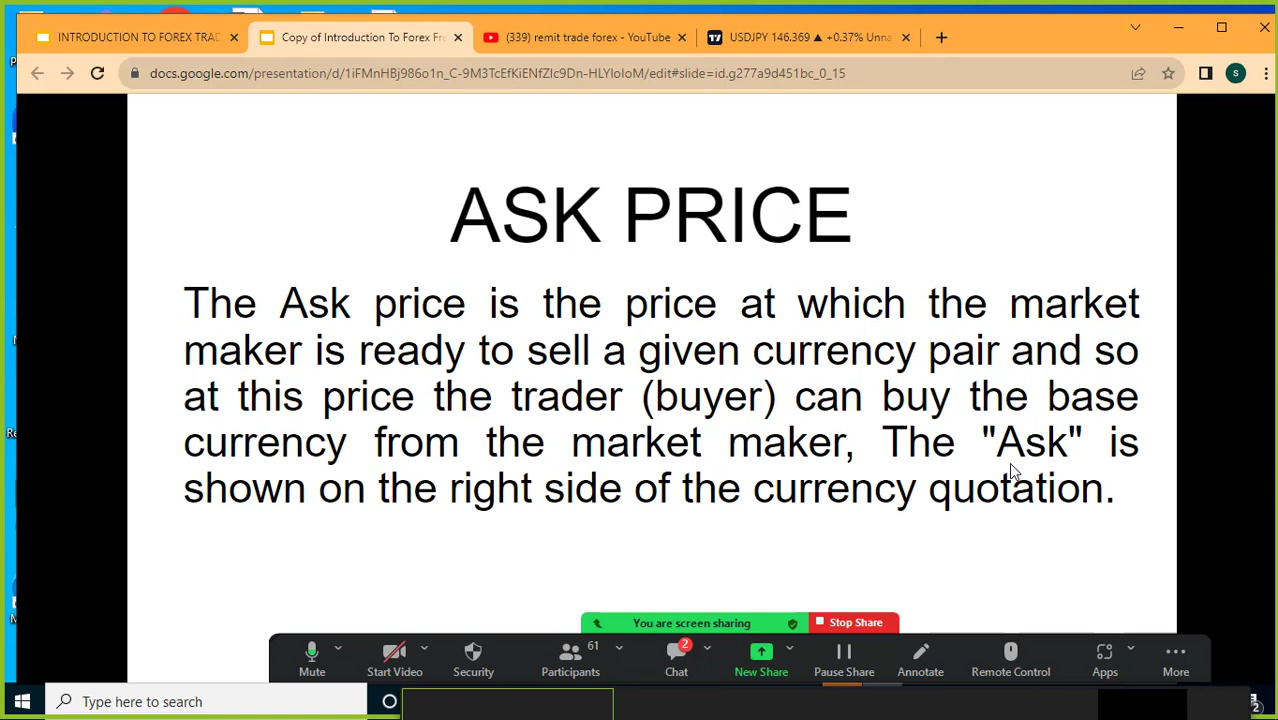 INTRODUCTION TO FOREX TRAD
Copy of Introduction To Forex Fr
(339) remit trade forex - YouTube
USDJPY 146.369 ▲ +0.37% Unna
docs.google.com/presentation/d/1iFMnHBj986o1n_C-9M3TcEfKiENfZlc9Dn-HLYloIoM/edit#slide=id.g277a9d451bc_0_15
S
ASK PRICE
The Ask price is the price at which the market
maker is ready to sell a given currency pair and so
at this price the trader (buyer) can buy the base
currency from the market maker, The "Ask" is
shown on the right side of the currency quotation.
You are screen sharing
Stop Share
61
2
Mute
Start Video
Security
Participants
Chat
New Share
Pause Share
Annotate
Remote Control
Apps
More
Type here to search
2